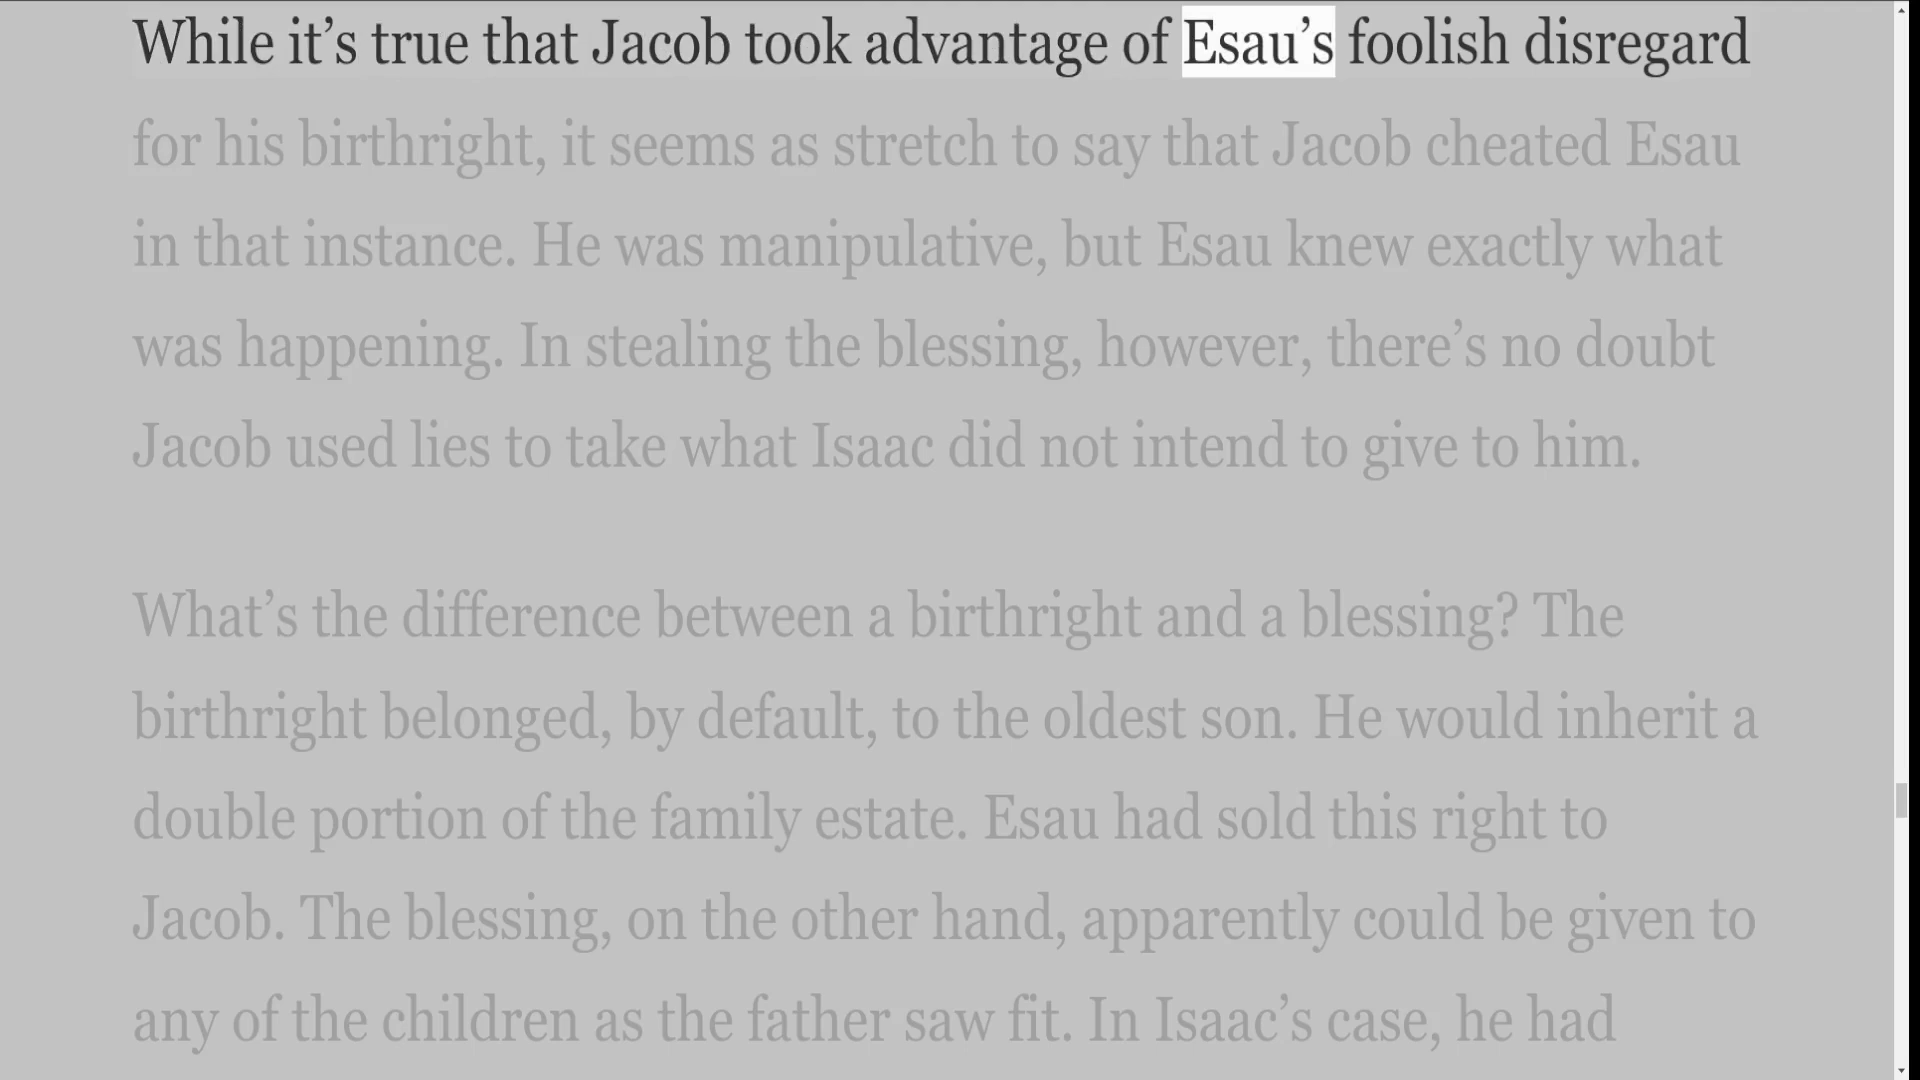 While it’s true that Jacob took advantage of Esau’s foolish disregard
for his birthright, it seems as stretch to say that Jacob cheated Esau
in that instance. He was manipulative, but Esau knew exactly what
was happening. In stealing the blessing, however, there’s no doubt
Jacob used lies to take what Isaac did not intend to give to him.
What’s the difference between a birthright and a blessing? The
birthright belonged, by default, to the oldest son. He would inherit a
double portion of the family estate. Esau had sold this right to
Jacob. The blessing, on the other hand, apparently could be given to
any of the children as the father saw fit. In Isaac’s case, he had